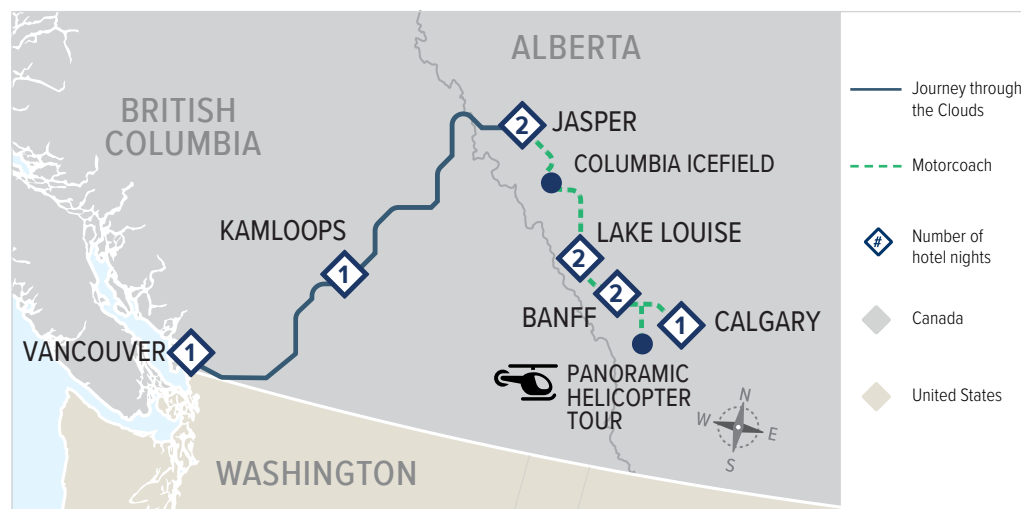 ALBERTA
BRITISH
COLUMBIA
2
JASPER
COLUMBIA ICEFIELD
KAMLOOPS
1
LAKE LOUISE
2
2
BANFF
1
CALGARY
VANCOUVER
1
PANORAMIC
HELICOPTER
TOUR
N
W
E
S
WASHINGTON
Journey through
the Clouds
Motorcoach
#
Number of
hotel nights
Canada
United States